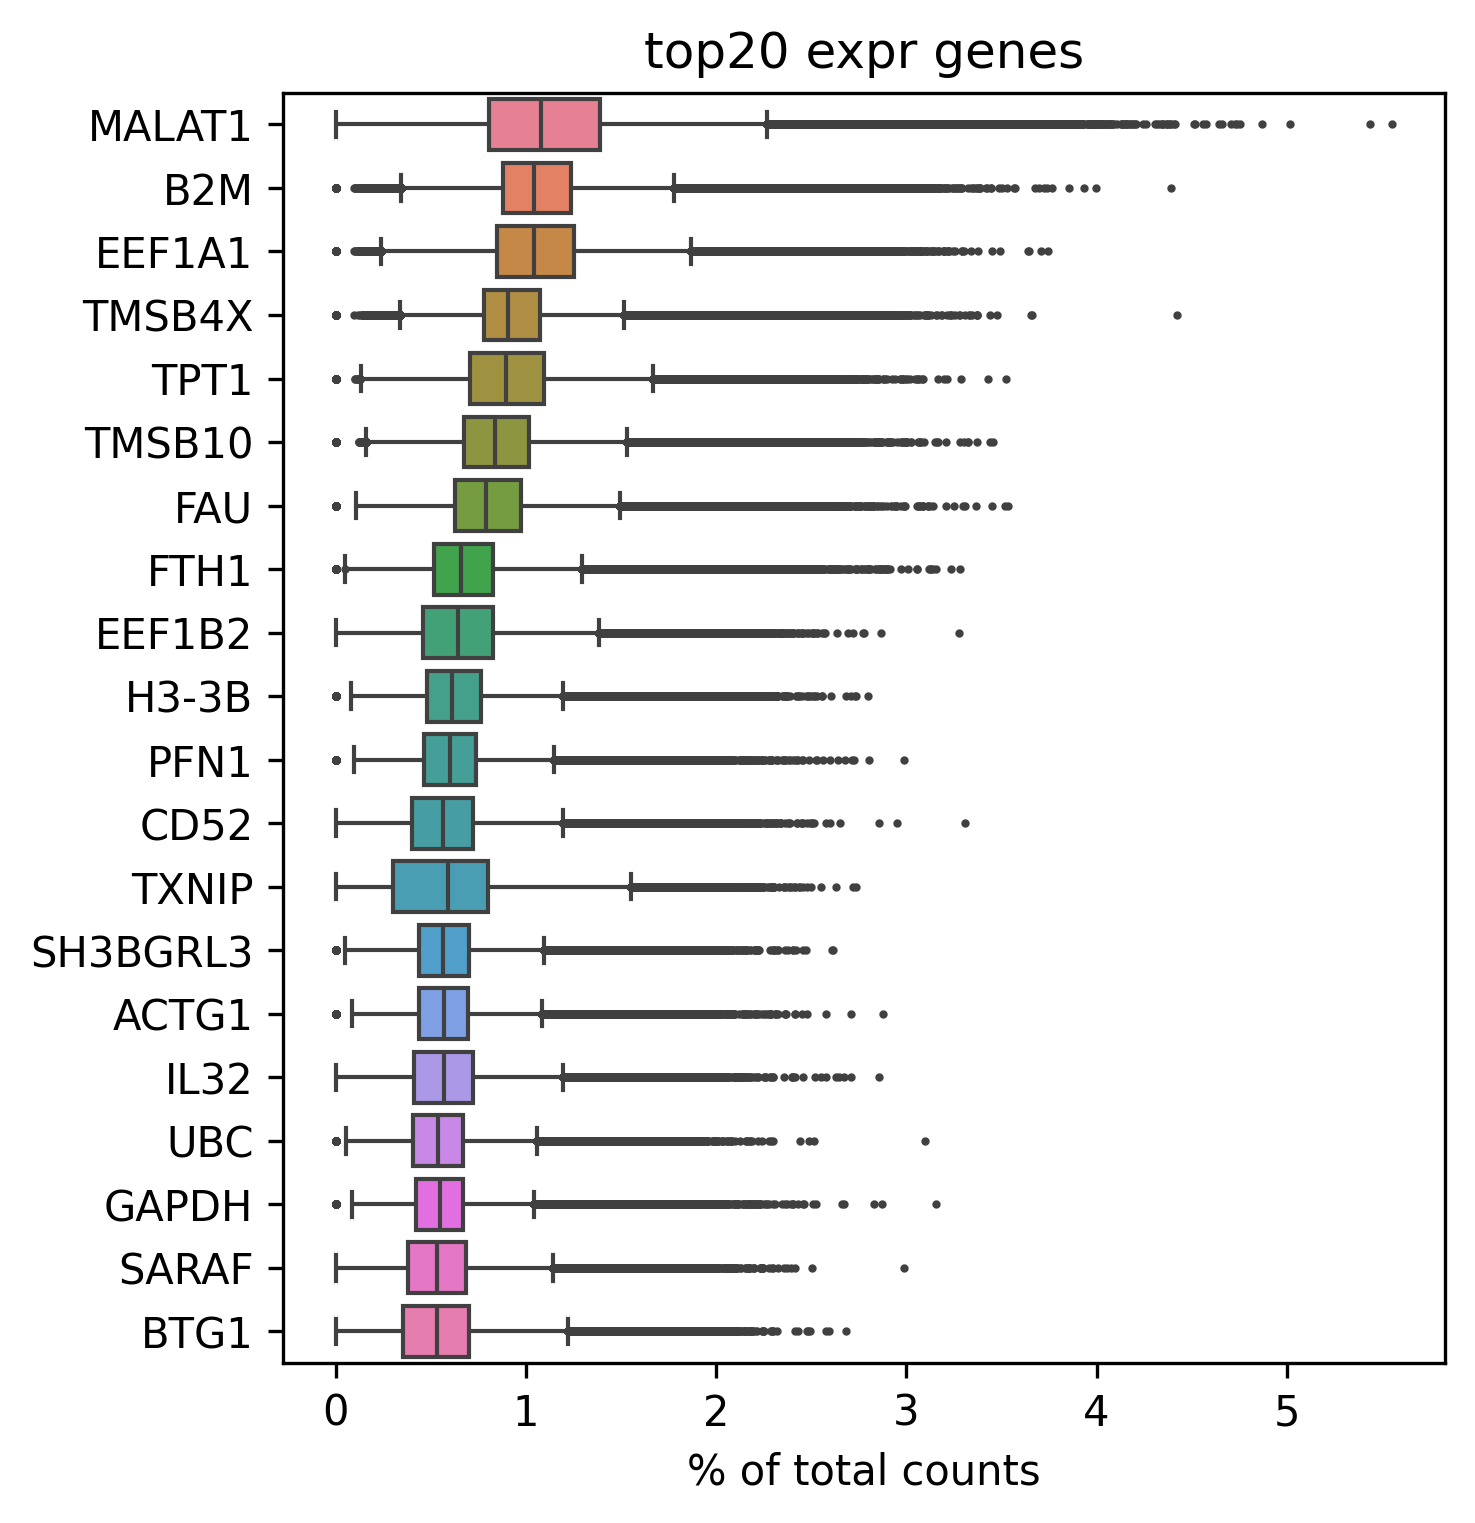 top20 expr genes
MALAT1
B2M
EEF1A1
TMSB4X
TPT1
TMSB10
FAU
FTH1
EEF1B2
H3-3B
PFN1
CD52
TXNIP
SH3BGRL3
ACTG1
IL32
UBC
GAPDH
SARAF
BTG1
0 1 2 3 4 5
% of total counts